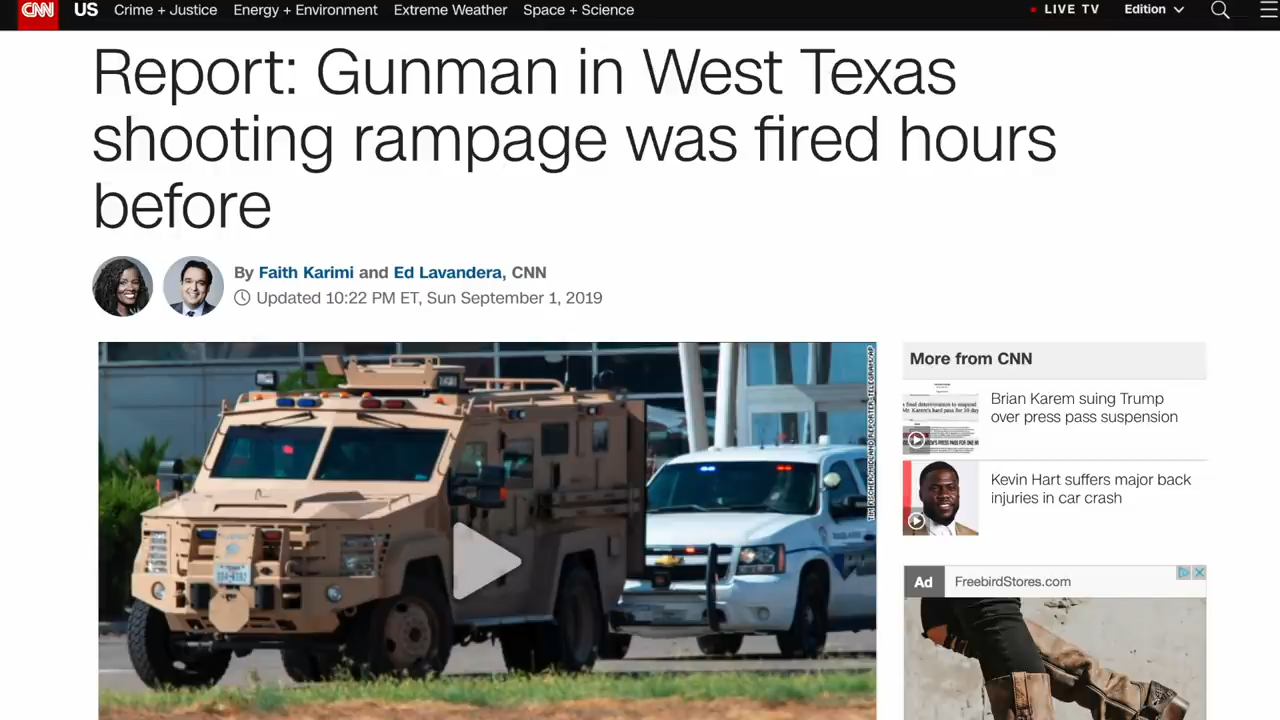 CNN US Crime + Justice Energy + Environment Extreme Weather Space + Science LIVE TV Edition
Report: Gunman in West Texas
shooting rampage was fired hours
before
By Faith Karimi and Ed Lavandera, CNN
Updated 10:22 PM ET, Sun September 1, 2019
More from CNN
Brian Karem suing Trump
over press pass suspension
Kevin Hart suffers major back
injuries in car crash
Ad FreebirdStores.com